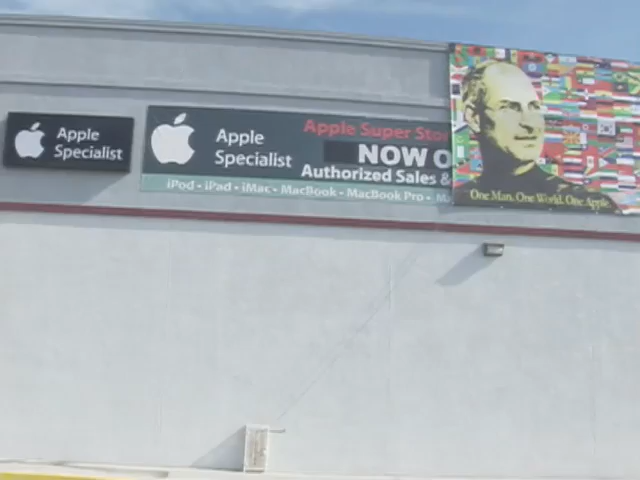 Apple
Specialist
Apple
Specialist
Apple Super
NOW
Authorized Sales &
iPod • iPad • iMac • MacBook • MacBook Pro •
One Man. One World. One Apple